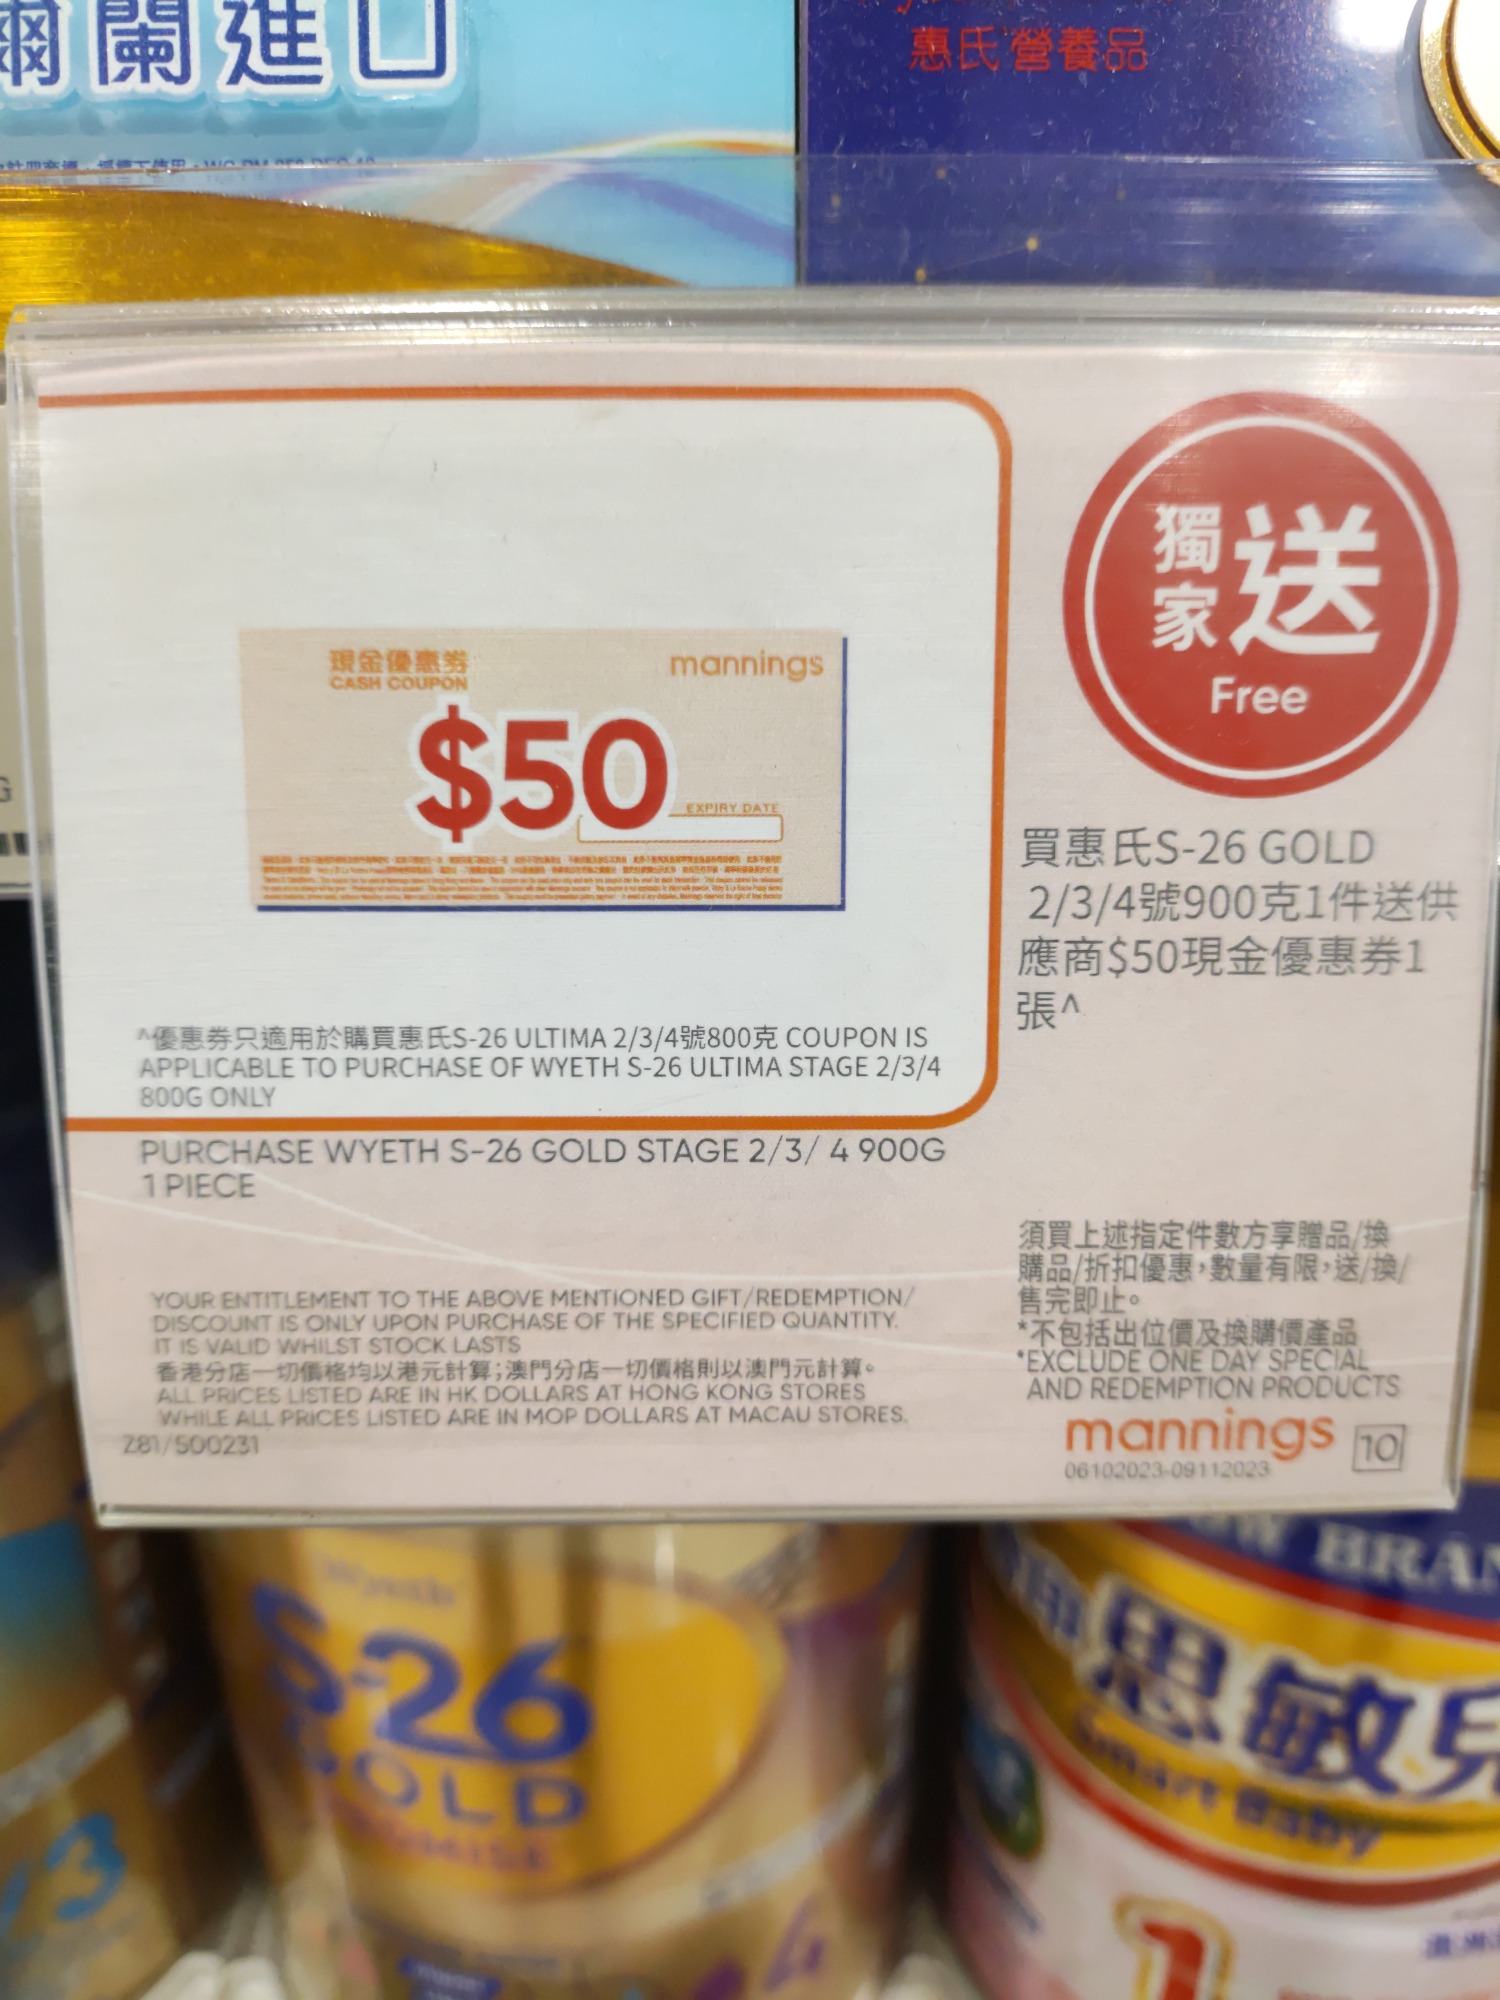 爾蘭進口
惠氏營養品
現金優惠券
CASH COUPON
mannings
$50
EXPIRY DATE
獨家送
Free
買惠氏S-26 GOLD
2/3/4號900克1件送供
應商$50現金優惠券1
張^
^優惠券只適用於購買惠氏S-26 ULTIMA 2/3/4號800克 COUPON IS
APPLICABLE TO PURCHASE OF WYETH S-26 ULTIMA STAGE 2/3/4
800G ONLY
PURCHASE WYETH S-26 GOLD STAGE 2/3/ 4 900G
1 PIECE
須買上述指定件數方享贈品/換
購品/折扣優惠,數量有限,送/換/
售完即止。
*不包括出位價及換購價產品
*EXCLUDE ONE DAY SPECIAL
AND REDEMPTION PRODUCTS
YOUR ENTITLEMENT TO THE ABOVE MENTIONED GIFT/REDEMPTION/
DISCOUNT IS ONLY UPON PURCHASE OF THE SPECIFIED QUANTITY.
IT IS VALID WHILST STOCK LASTS
香港分店一切價格均以港元計算;澳門分店一切價格則以澳門元計算。
ALL PRICES LISTED ARE IN HK DOLLARS AT HONG KONG STORES
WHILE ALL PRICES LISTED ARE IN MOP DOLLARS AT MACAU STORES.
Z81/500231
mannings 10
06102023-09112023
Wyeth
S-26
GOLD
BRAN
思敏兒
Smart Baby
3
4
1